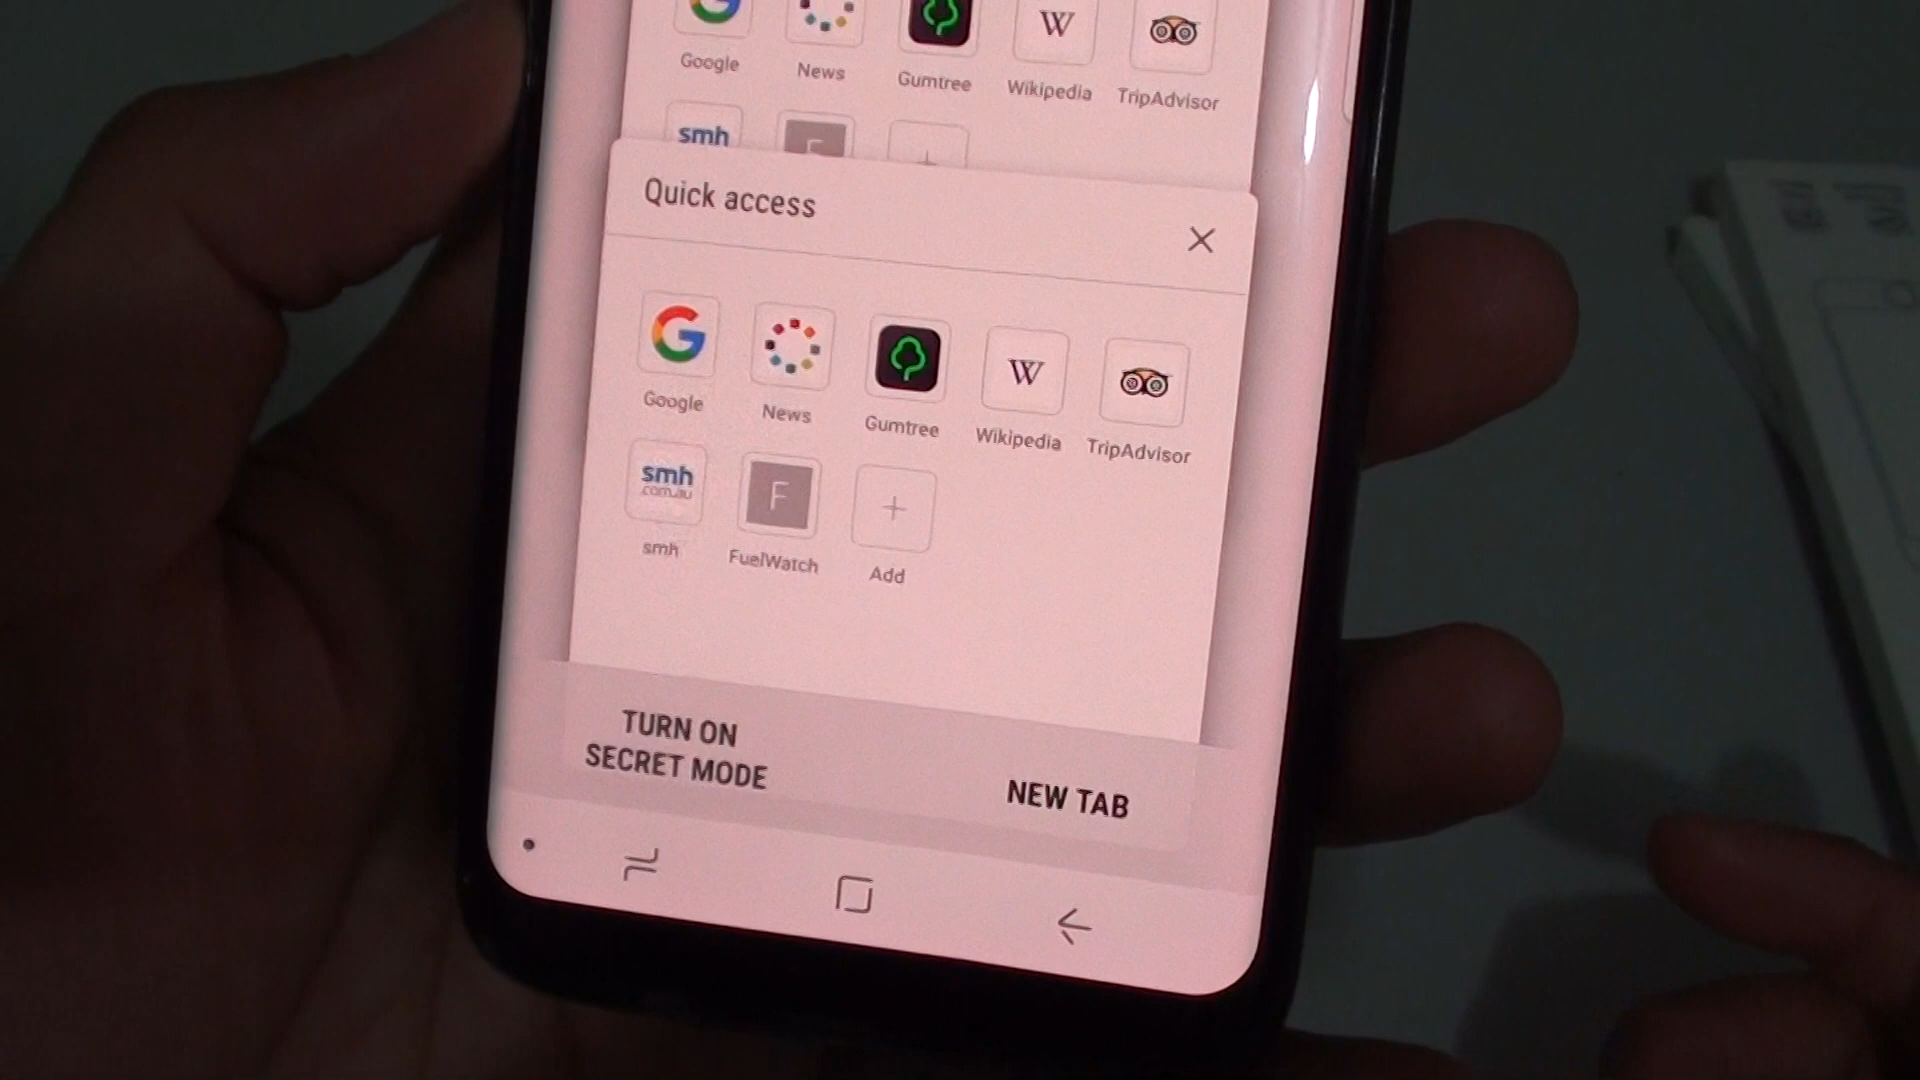 Google News Gumtree Wikipedia TripAdvisor
smh F
Quick access
W
Google News Gumtree Wikipedia TripAdvisor
smh F
com.au
smh FuelWatch Add
TURN ON
SECRET MODE
NEW TAB